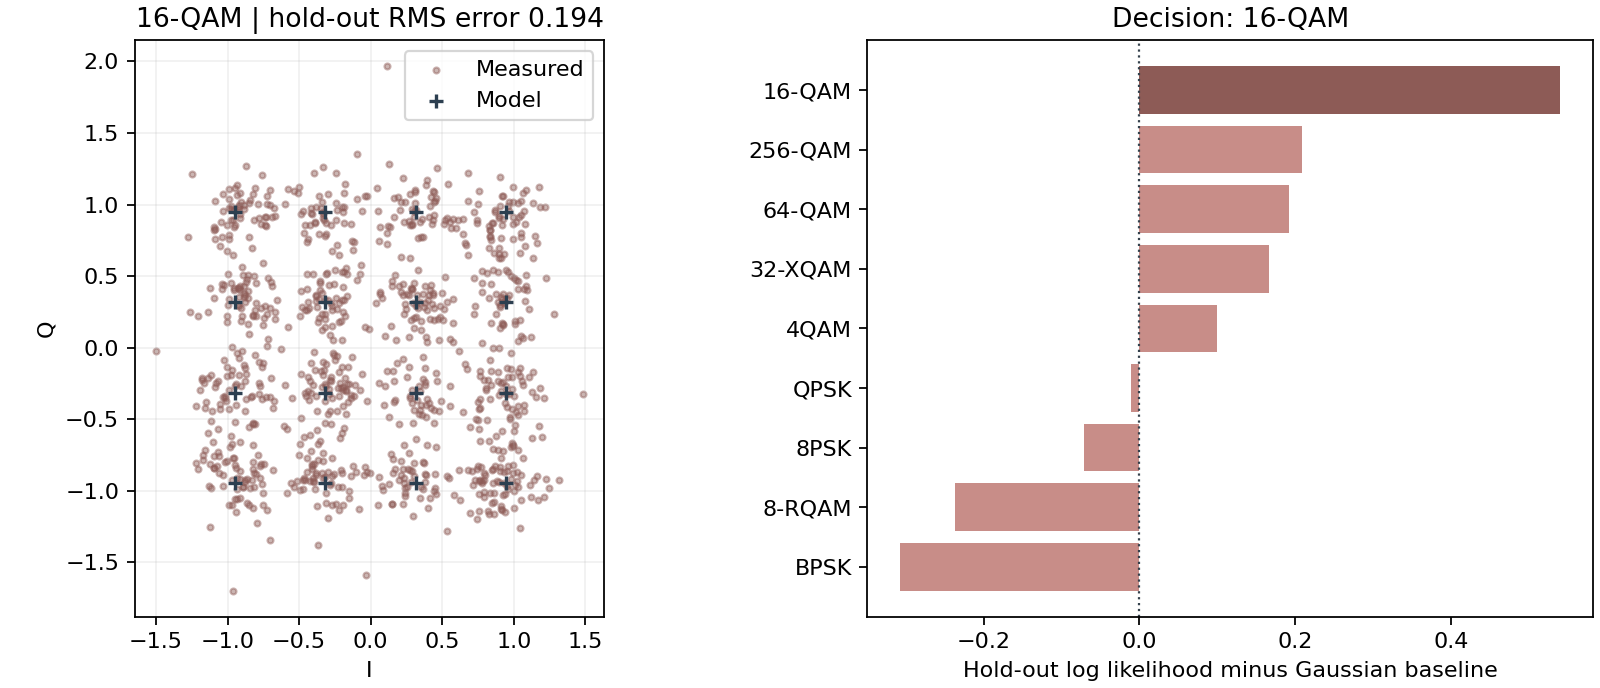 16-QAM | hold-out RMS error 0.194
Measured
Model
2.0
1.5
1.0
0.5
0.0
−0.5
−1.0
−1.5
Q
−1.5 −1.0 −0.5 0.0 0.5 1.0 1.5
I
Decision: 16-QAM
16-QAM
256-QAM
64-QAM
32-XQAM
4QAM
QPSK
8PSK
8-RQAM
BPSK
−0.2 0.0 0.2 0.4
Hold-out log likelihood minus Gaussian baseline